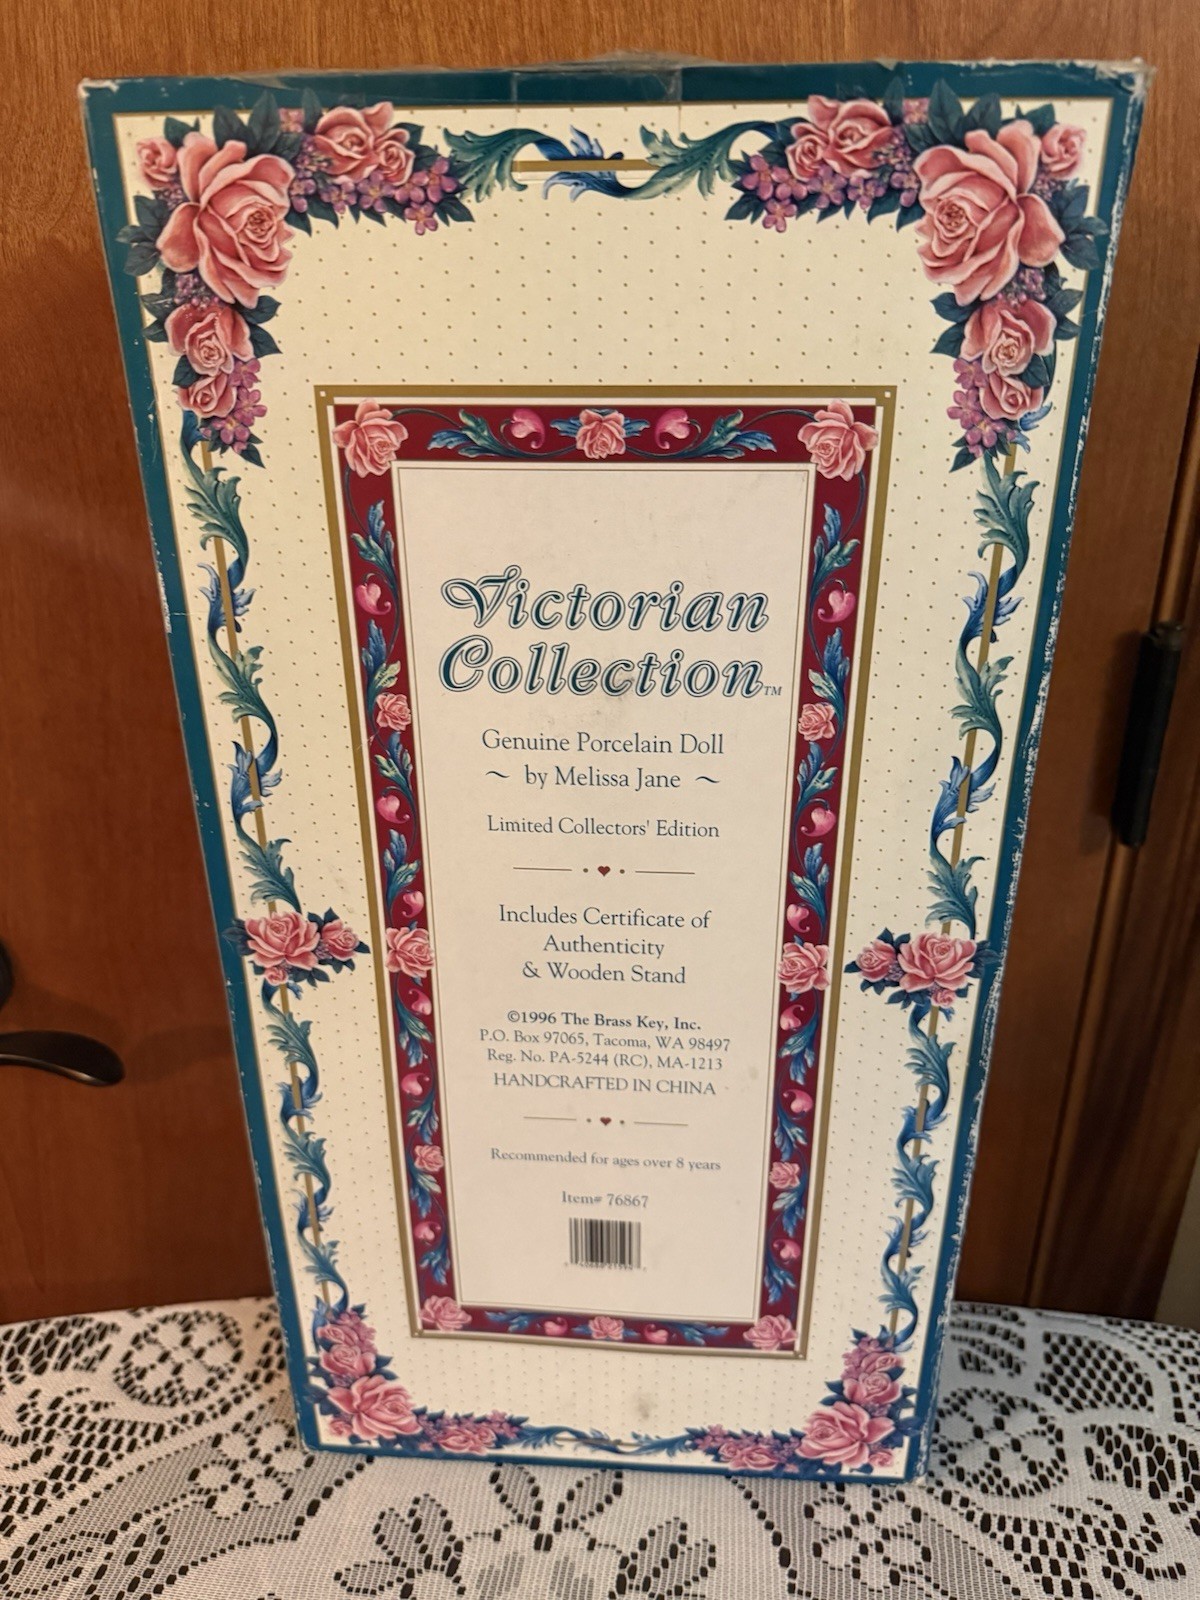 Victorian
Collection™
Genuine Porcelain Doll
~ by Melissa Jane ~
Limited Collectors' Edition
Includes Certificate of
Authenticity
& Wooden Stand
©1996 The Brass Key, Inc.
P.O. Box 97065, Tacoma, WA 98497
Reg. No. PA-5244 (RC), MA-1213
HANDCRAFTED IN CHINA
Recommended for ages over 8 years
Item# 76867